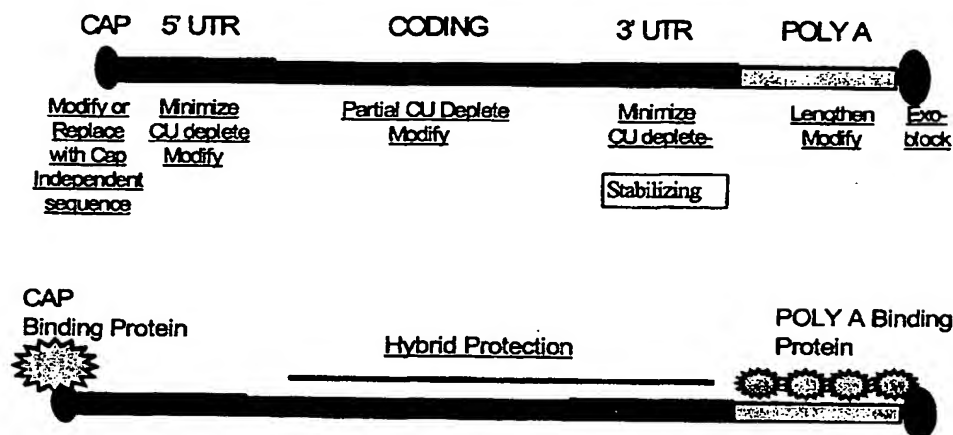 CAP 5' UTR CODING 3' UTR POLY A
Modify or
Replace
with Cap
Independent
sequence
Minimize
CU deplete
Modify
Partial CU Deplete
Modify
Minimize
CU deplete-
Stabilizing
Lengthen
Modify
Exo-
block
CAP
Binding Protein
Hybrid Protection
POLY A Binding
Protein